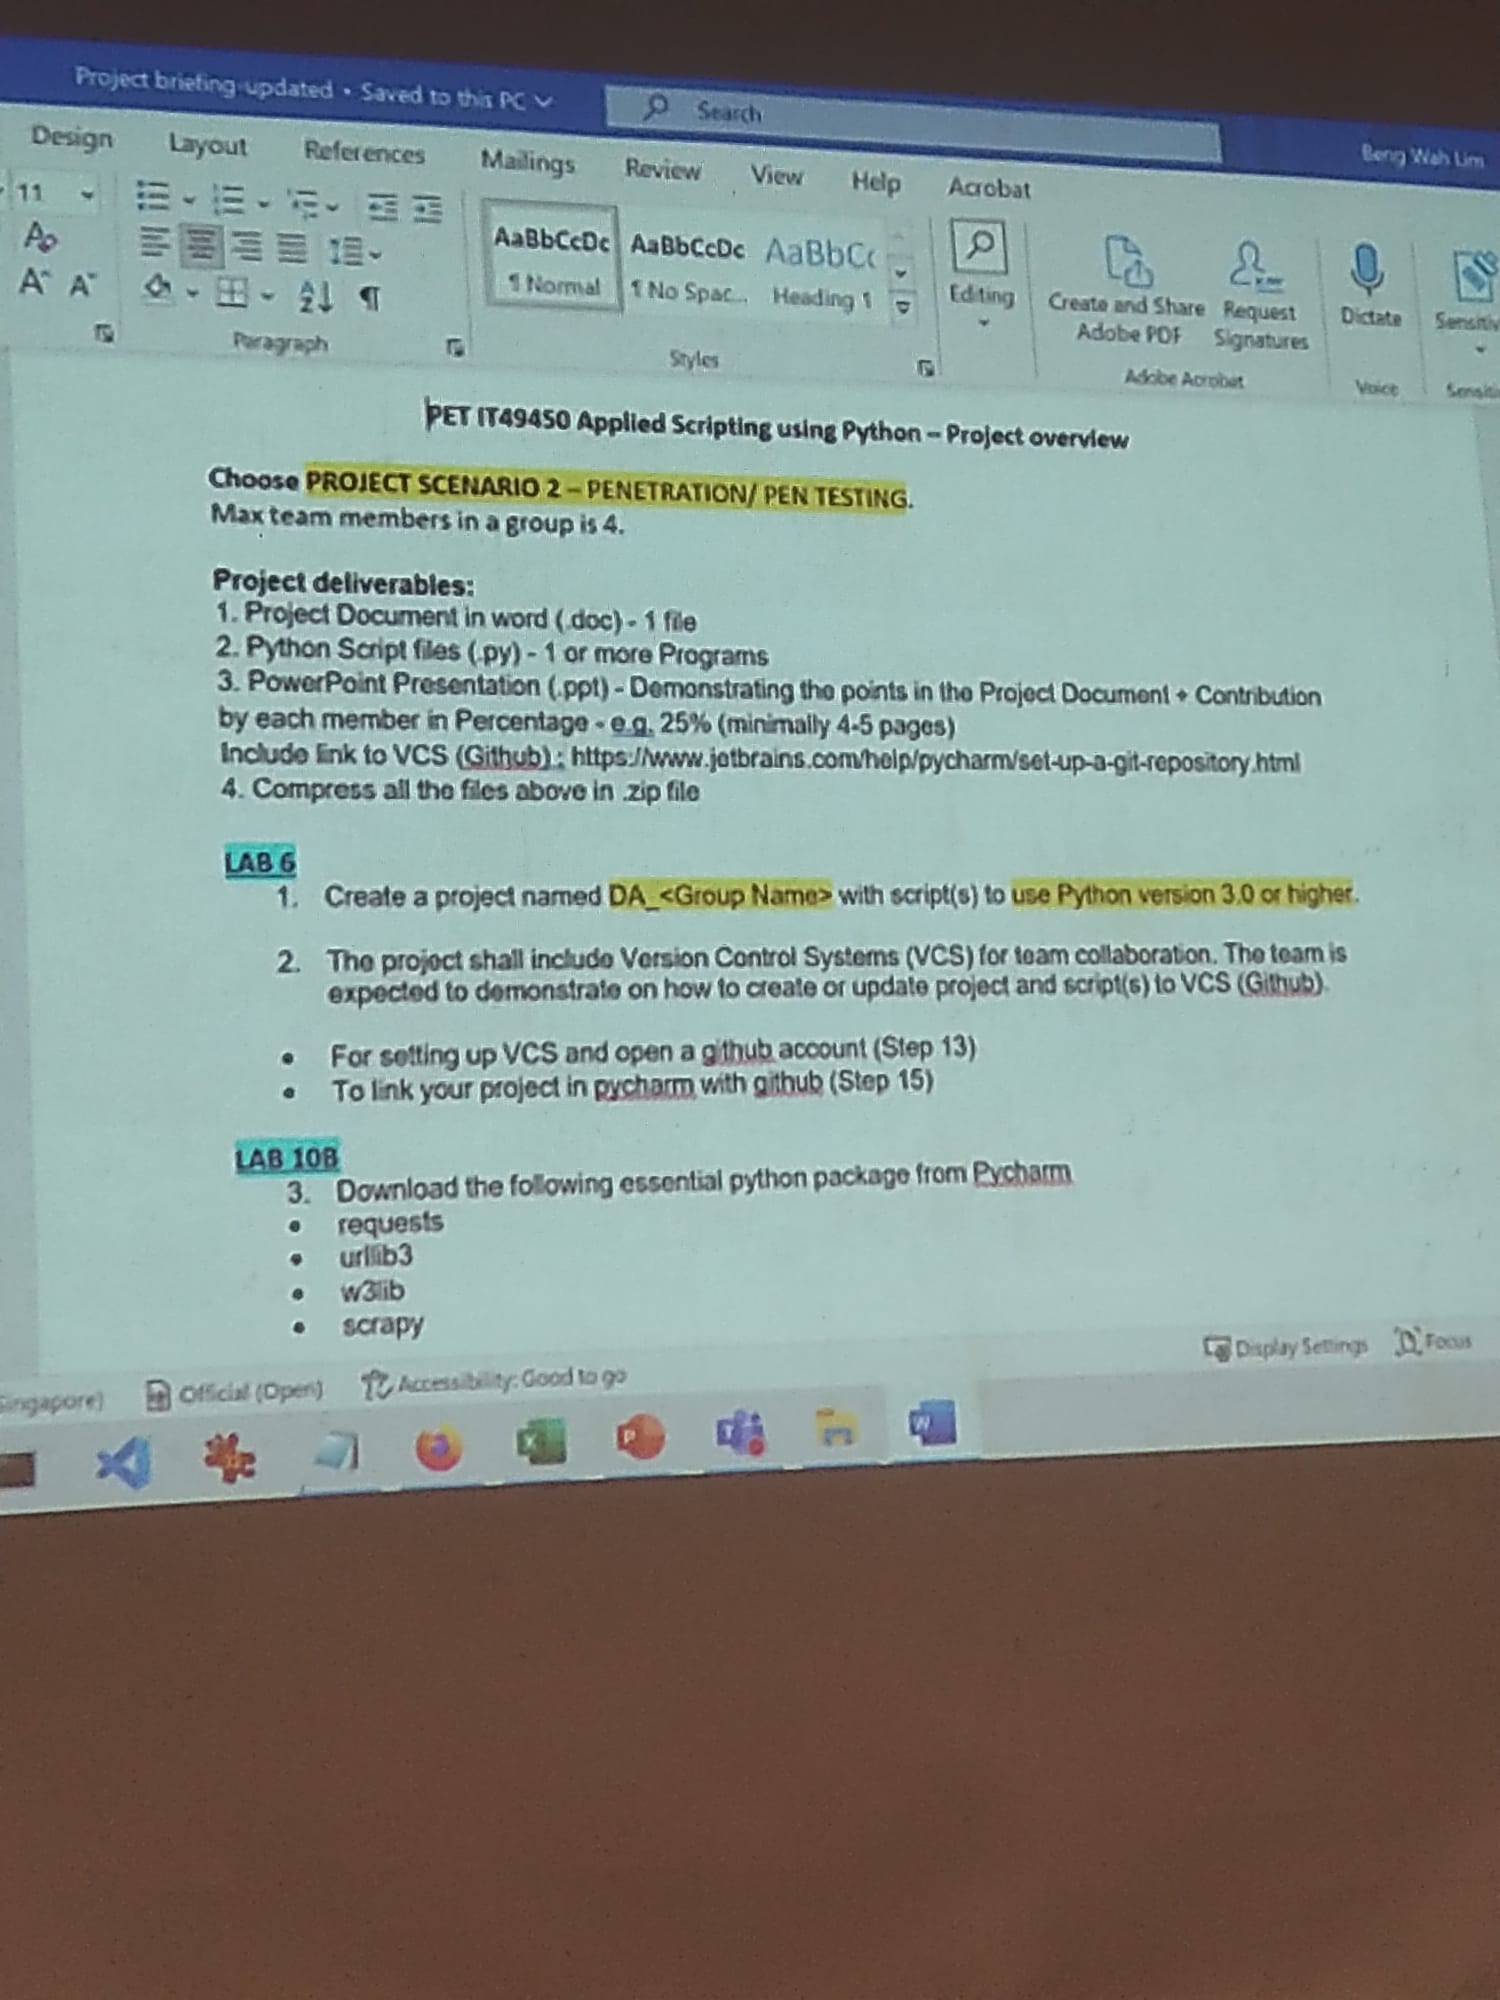 Project briefing-updated • Saved to this PC
Search
Beng Wah Lim
Design Layout References Mailings Review View Help Acrobat
11
AaBbCcDc AaBbCcDc AaBbCc
¶ Normal ¶ No Spac... Heading 1
Editing
Create and Share Adobe PDF
Request Signatures
Dictate
Sensitiv
Paragraph
Styles
Adobe Acrobat
Voice
PET IT49450 Applied Scripting using Python – Project overview
Choose PROJECT SCENARIO 2 – PENETRATION/ PEN TESTING.
Max team members in a group is 4.
Project deliverables:
1. Project Document in word (.doc) - 1 file
2. Python Script files (.py) - 1 or more Programs
3. PowerPoint Presentation (.ppt) - Demonstrating the points in the Project Document + Contribution
by each member in Percentage - e.g. 25% (minimally 4-5 pages)
Include link to VCS (Github) : https://www.jetbrains.com/help/pycharm/set-up-a-git-repository.html
4. Compress all the files above in .zip file
LAB 6
1. Create a project named DA_<Group Name> with script(s) to use Python version 3.0 or higher.
2. The project shall include Version Control Systems (VCS) for team collaboration. The team is
expected to demonstrate on how to create or update project and script(s) to VCS (Github).
• For setting up VCS and open a github account (Step 13)
• To link your project in pycharm with github (Step 15)
LAB 10B
3. Download the following essential python package from Pycharm
• requests
• urllib3
• w3lib
• scrapy
Singapore) Official (Open) Accessibility: Good to go Display Settings Focus